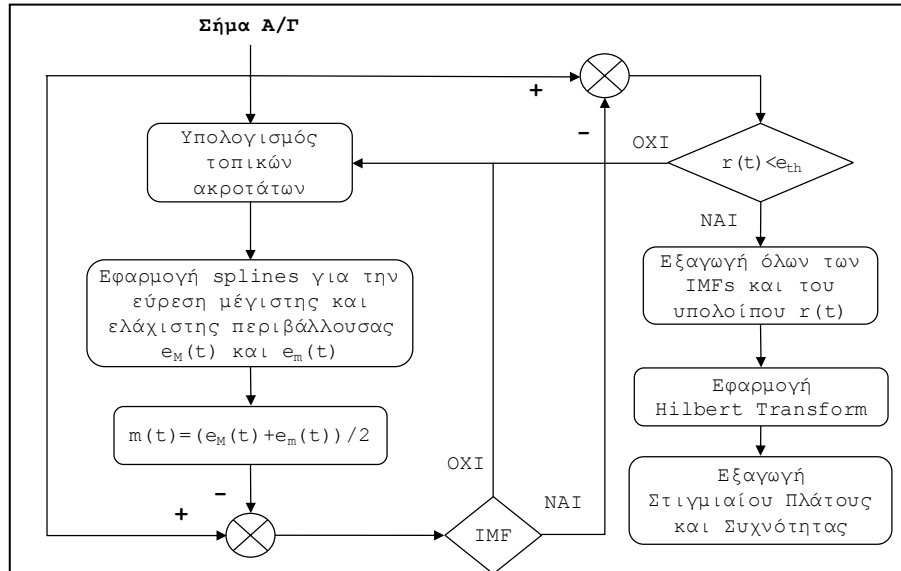 Σήμα Α/Γ
+
-
Υπολογισμός
τοπικών
ακροτάτων
ΟΧΙ
r(t)<e_th
ΝΑΙ
Εφαρμογή splines για την
εύρεση μέγιστης και
ελάχιστης περιβάλλουσας
e_M(t) και e_m(t)
Εξαγωγή όλων των
IMFs και του
υπολοίπου r(t)
m(t)=(e_M(t)+e_m(t))/2
Εφαρμογή
Hilbert Transform
-
+
ΟΧΙ
IMF
ΝΑΙ
Εξαγωγή
Στιγμιαίου Πλάτους
και Συχνότητας